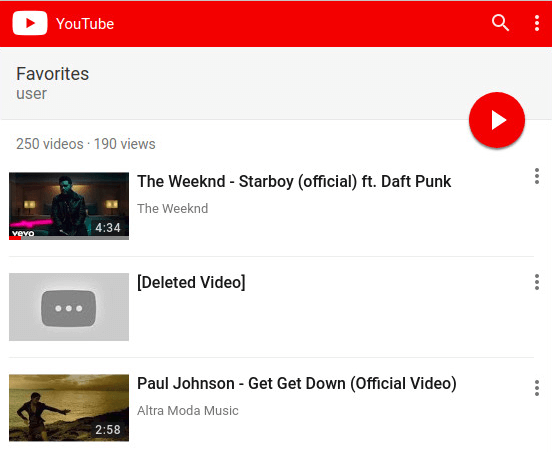 YouTube
Favorites
user
250 videos · 190 views
The Weeknd - Starboy (official) ft. Daft Punk
The Weeknd
vevo
4:34
[Deleted Video]
Paul Johnson - Get Get Down (Official Video)
Altra Moda Music
2:58